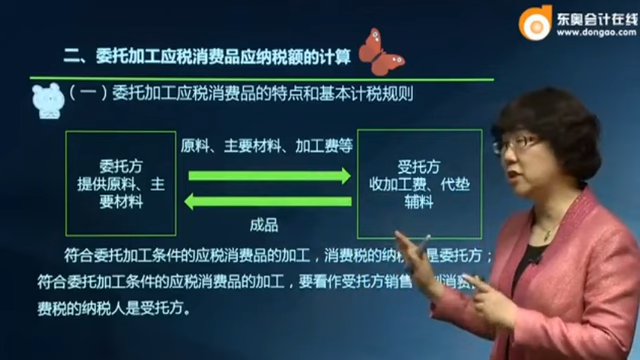 东奥会计在线
www.dongao.com
二、委托加工应税消费品应纳税额的计算
（一）委托加工应税消费品的特点和基本计税规则
委托方
提供原料、主
要材料
原料、主要材料、加工费等
成品
受托方
收加工费、代垫
辅料
符合委托加工条件的应税消费品的加工，消费税的纳税 是委托方；
符合委托加工条件的应税消费品的加工，要看作受托方销售 制消费
费税的纳税人是受托方。